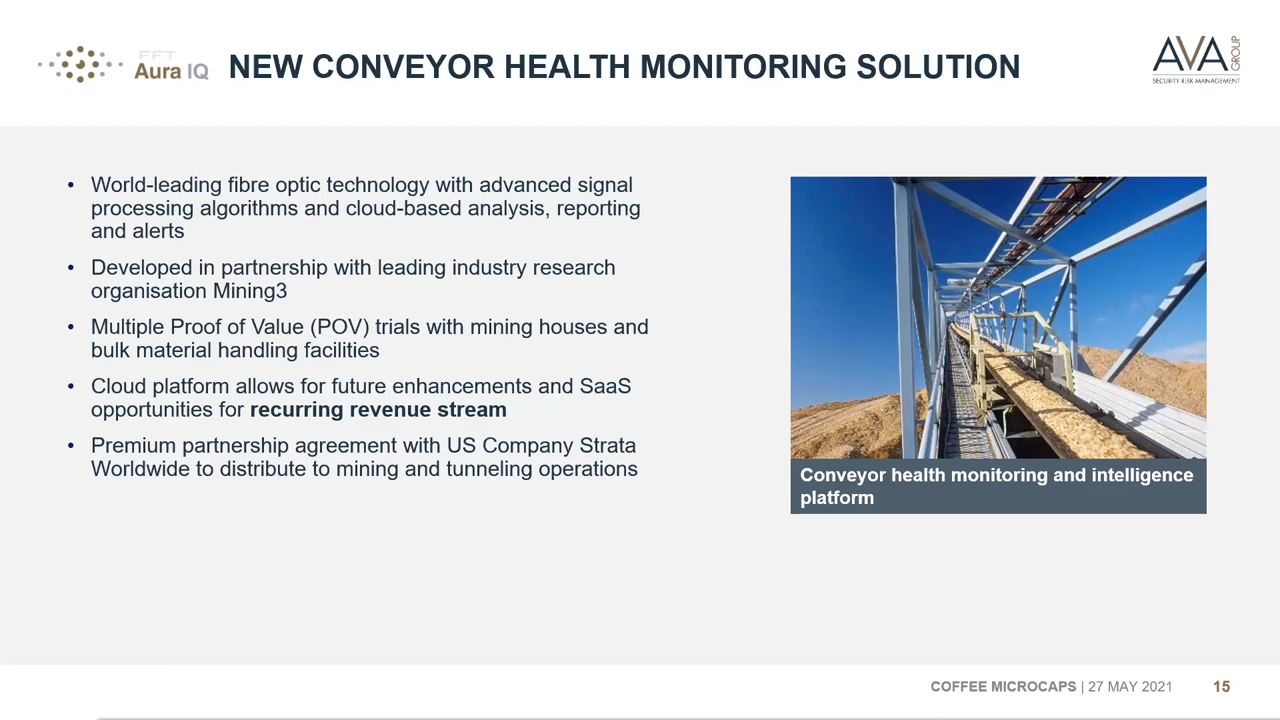 FFT
Aura IQ
NEW CONVEYOR HEALTH MONITORING SOLUTION
AVA
GROUP
SECURITY RISK MANAGEMENT
• World-leading fibre optic technology with advanced signal
processing algorithms and cloud-based analysis, reporting
and alerts
• Developed in partnership with leading industry research
organisation Mining3
• Multiple Proof of Value (POV) trials with mining houses and
bulk material handling facilities
• Cloud platform allows for future enhancements and SaaS
opportunities for recurring revenue stream
• Premium partnership agreement with US Company Strata
Worldwide to distribute to mining and tunneling operations
Conveyor health monitoring and intelligence
platform
COFFEE MICROCAPS | 27 MAY 2021 15